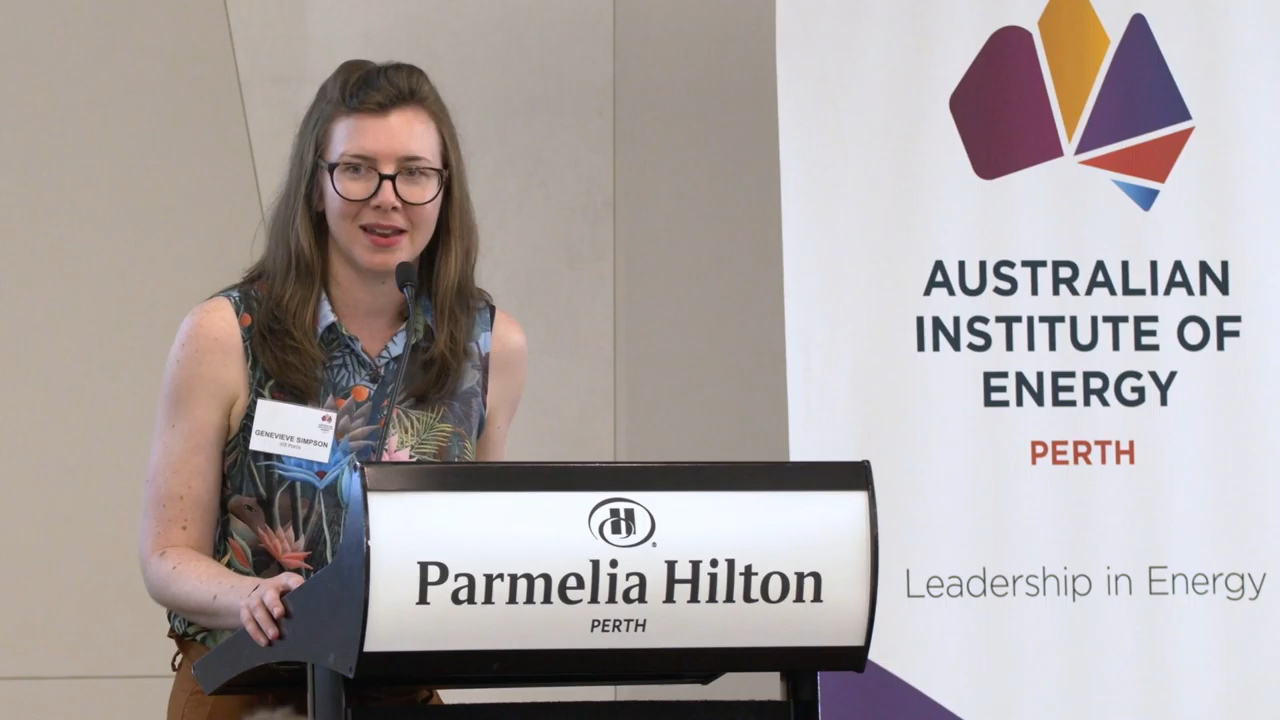 GENEVIEVE SIMPSON
Parmelia Hilton
PERTH
AUSTRALIAN
INSTITUTE OF
ENERGY
PERTH
Leadership in Energy